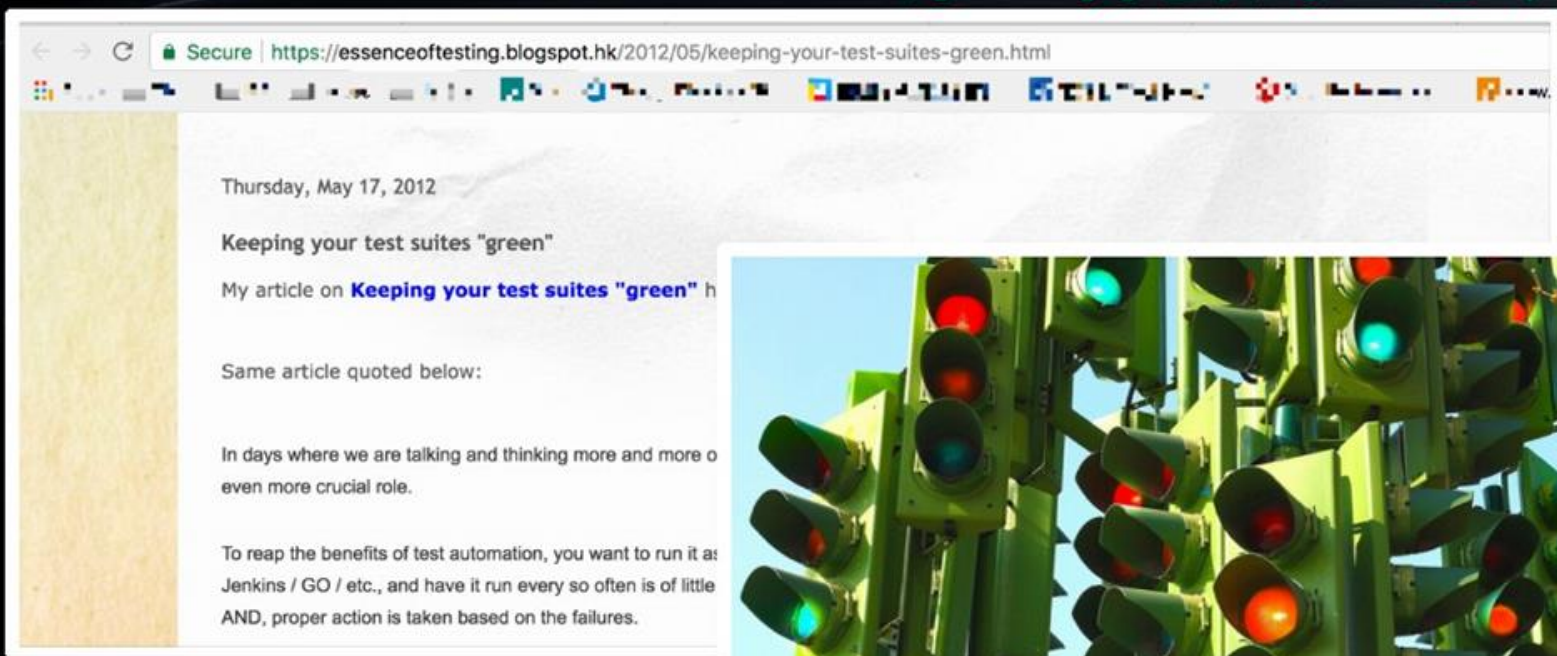 Secure | https://essenceoftesting.blogspot.hk/2012/05/keeping-your-test-suites-green.html
Thursday, May 17, 2012
Keeping your test suites "green"
My article on Keeping your test suites "green" h
Same article quoted below:
In days where we are talking and thinking more and more o
even more crucial role.
To reap the benefits of test automation, you want to run it as
Jenkins / GO / etc., and have it run every so often is of little
AND, proper action is taken based on the failures.